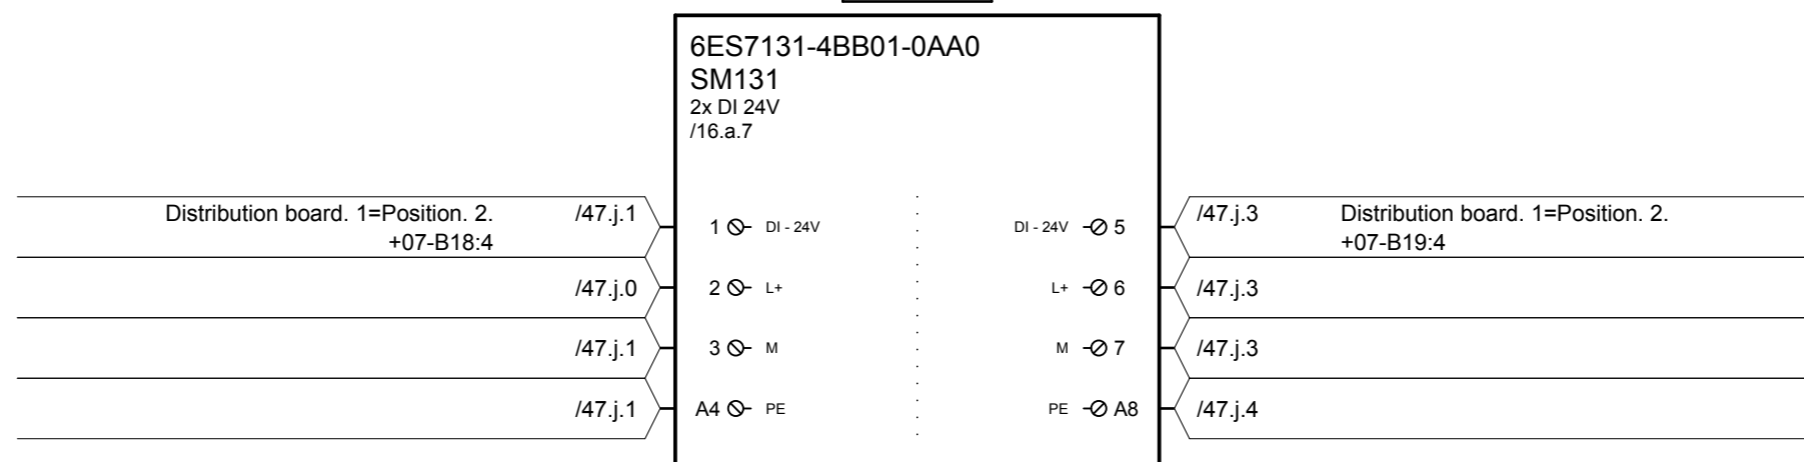 6ES7131-4BB01-0AA0
SM131
2x DI 24V
/16.a.7
Distribution board. 1=Position. 2. /47.j.1 1 DI - 24V DI - 24V 5 /47.j.3 Distribution board. 1=Position. 2.
+07-B18:4 +07-B19:4
/47.j.0 2 L+ L+ 6 /47.j.3
/47.j.1 3 M M 7 /47.j.3
/47.j.1 A4 PE PE A8 /47.j.4